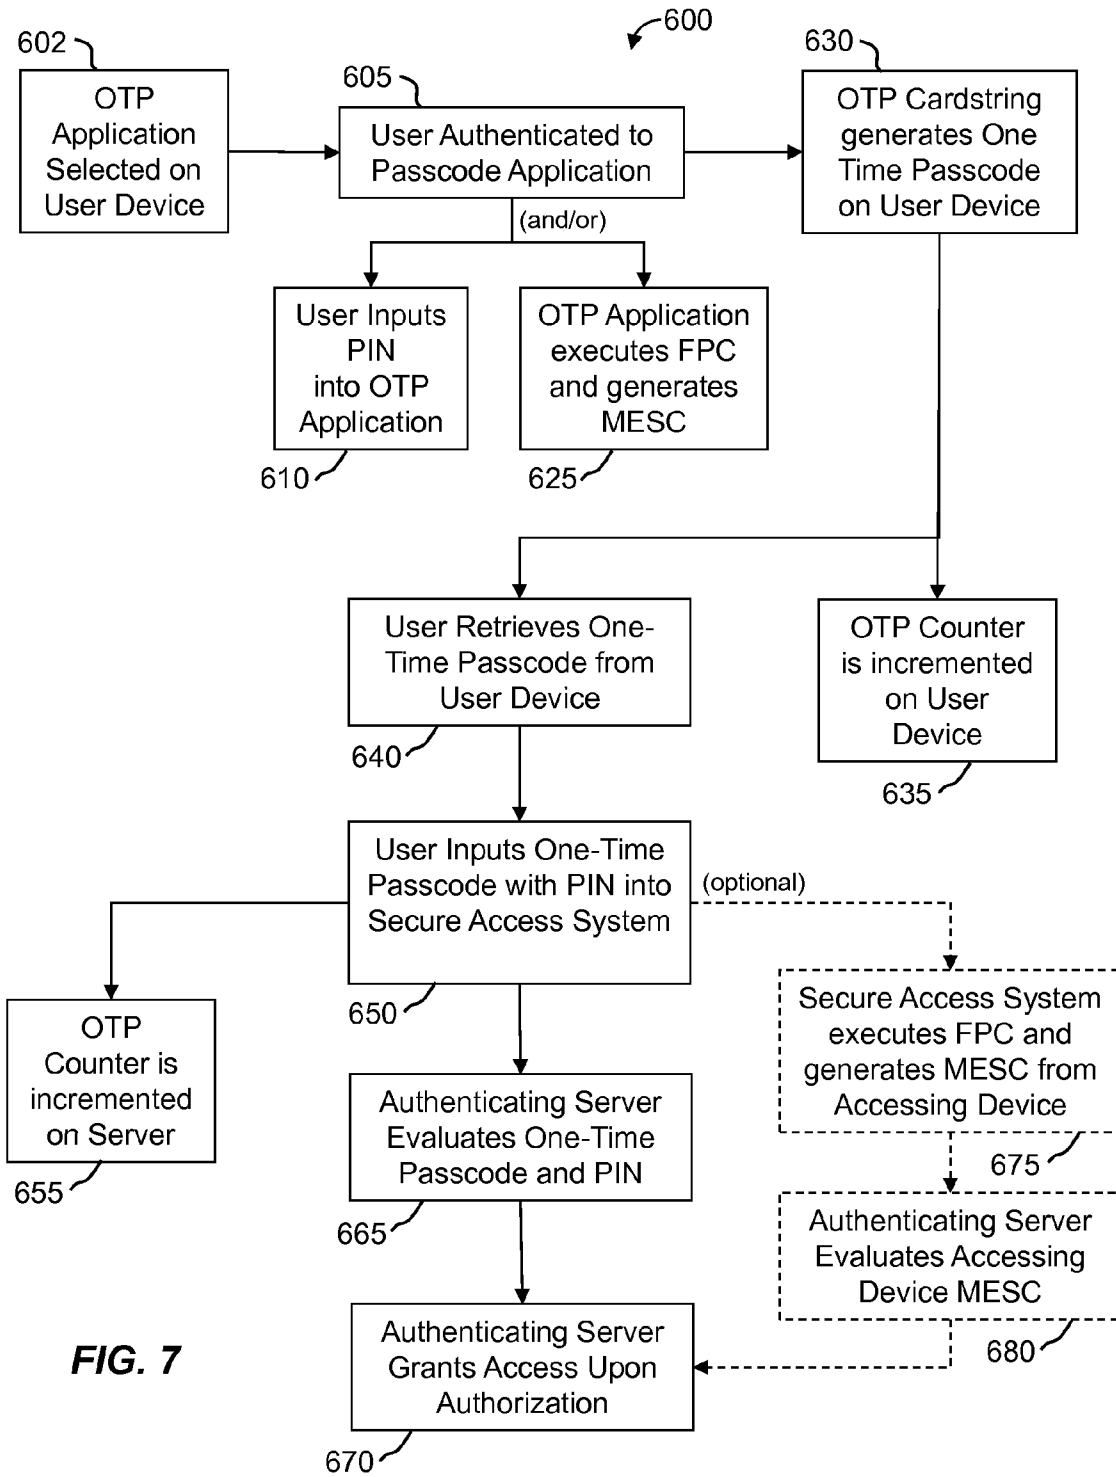 600
602
OTP
Application
Selected on
User Device
605
User Authenticated to
Passcode Application
630
OTP Cardstring
generates One
Time Passcode
on User Device
(and/or)
User Inputs
PIN
into OTP
Application
610
OTP Application
executes FPC
and generates
MESC
625
User Retrieves One-
Time Passcode from
User Device
640
OTP Counter
is incremented
on User
Device
635
User Inputs One-Time
Passcode with PIN into
Secure Access System
650
(optional)
OTP
Counter is
incremented
on Server
655
Secure Access System
executes FPC and
generates MESC from
Accessing Device
675
Authenticating Server
Evaluates One-Time
Passcode and PIN
665
Authenticating Server
Evaluates Accessing
Device MESC
680
Authenticating Server
Grants Access Upon
Authorization
670
FIG. 7